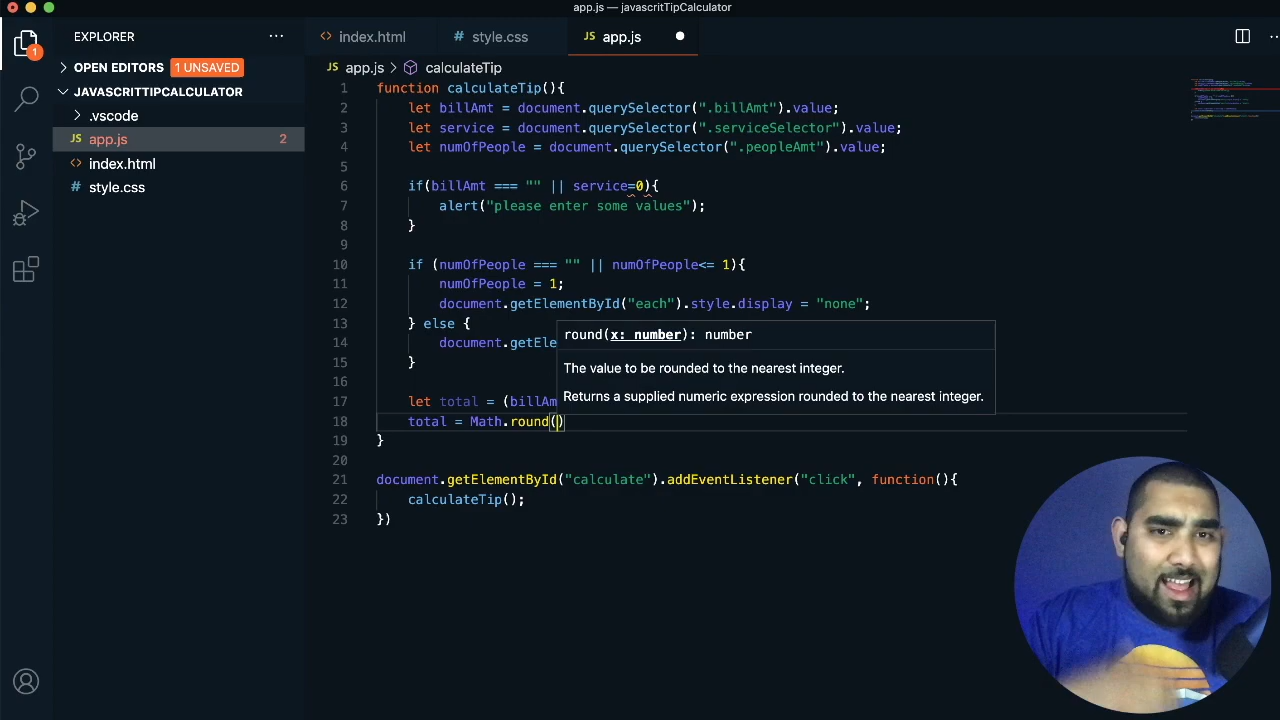 app.js — javascritTipCalculator
EXPLORER
OPEN EDITORS 1 UNSAVED
JAVASCRITTIPCALCULATOR
.vscode
JS app.js 2
<> index.html
# style.css
1
<> index.html # style.css JS app.js
JS app.js > calculateTip
1 function calculateTip(){
2 let billAmt = document.querySelector(".billAmt").value;
3 let service = document.querySelector(".serviceSelector").value;
4 let numOfPeople = document.querySelector(".peopleAmt").value;
5
6 if(billAmt === "" || service=0){
7 alert("please enter some values");
8 }
9
10 if (numOfPeople === "" || numOfPeople<= 1){
11 numOfPeople = 1;
12 document.getElementById("each").style.display = "none";
13 } else {
14 document.getEle
15 }
16
17 let total = (billAm
18 total = Math.round()
19 }
20
21 document.getElementById("calculate").addEventListener("click", function(){
22 calculateTip();
23 })
round(x: number): number
The value to be rounded to the nearest integer.
Returns a supplied numeric expression rounded to the nearest integer.